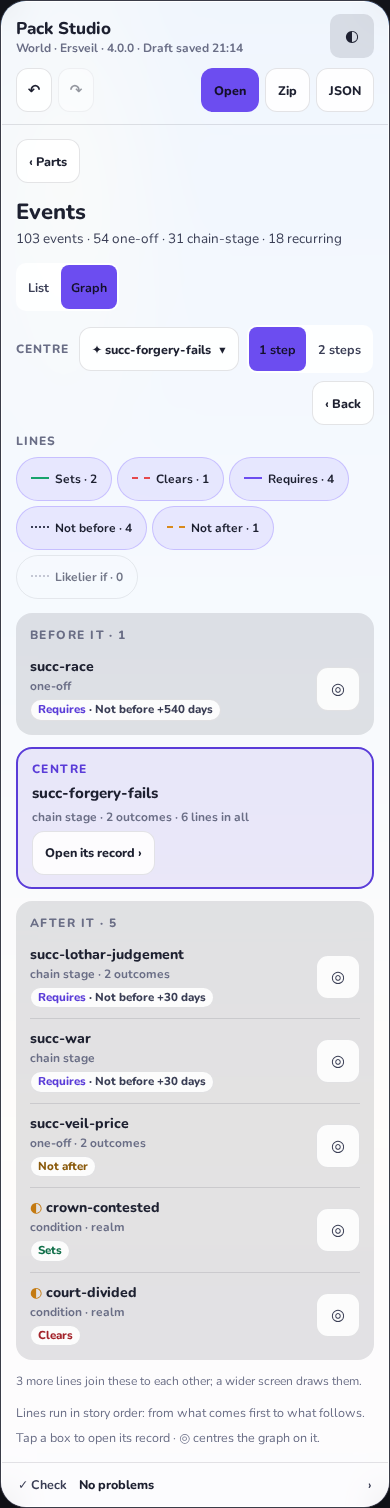 Pack Studio
World · Ersveil · 4.0.0 · Draft saved 21:14
◐
↶ ↷ Open Zip JSON
‹ Parts
Events
103 events · 54 one-off · 31 chain-stage · 18 recurring
List Graph
CENTRE ✦ succ-forgery-fails ▾ 1 step 2 steps
‹ Back
LINES
Sets · 2 Clears · 1 Requires · 4
Not before · 4 Not after · 1
Likelier if · 0
BEFORE IT · 1
succ-race
one-off
Requires · Not before +540 days
◎
CENTRE
succ-forgery-fails
chain stage · 2 outcomes · 6 lines in all
Open its record ›
AFTER IT · 5
succ-lothar-judgement
chain stage · 2 outcomes
Requires · Not before +30 days
◎
succ-war
chain stage
Requires · Not before +30 days
◎
succ-veil-price
one-off · 2 outcomes
Not after
◎
◐ crown-contested
condition · realm
Sets
◎
◐ court-divided
condition · realm
Clears
◎
3 more lines join these to each other; a wider screen draws them.
Lines run in story order: from what comes first to what follows.
Tap a box to open its record · ◎ centres the graph on it.
✓ Check No problems ›